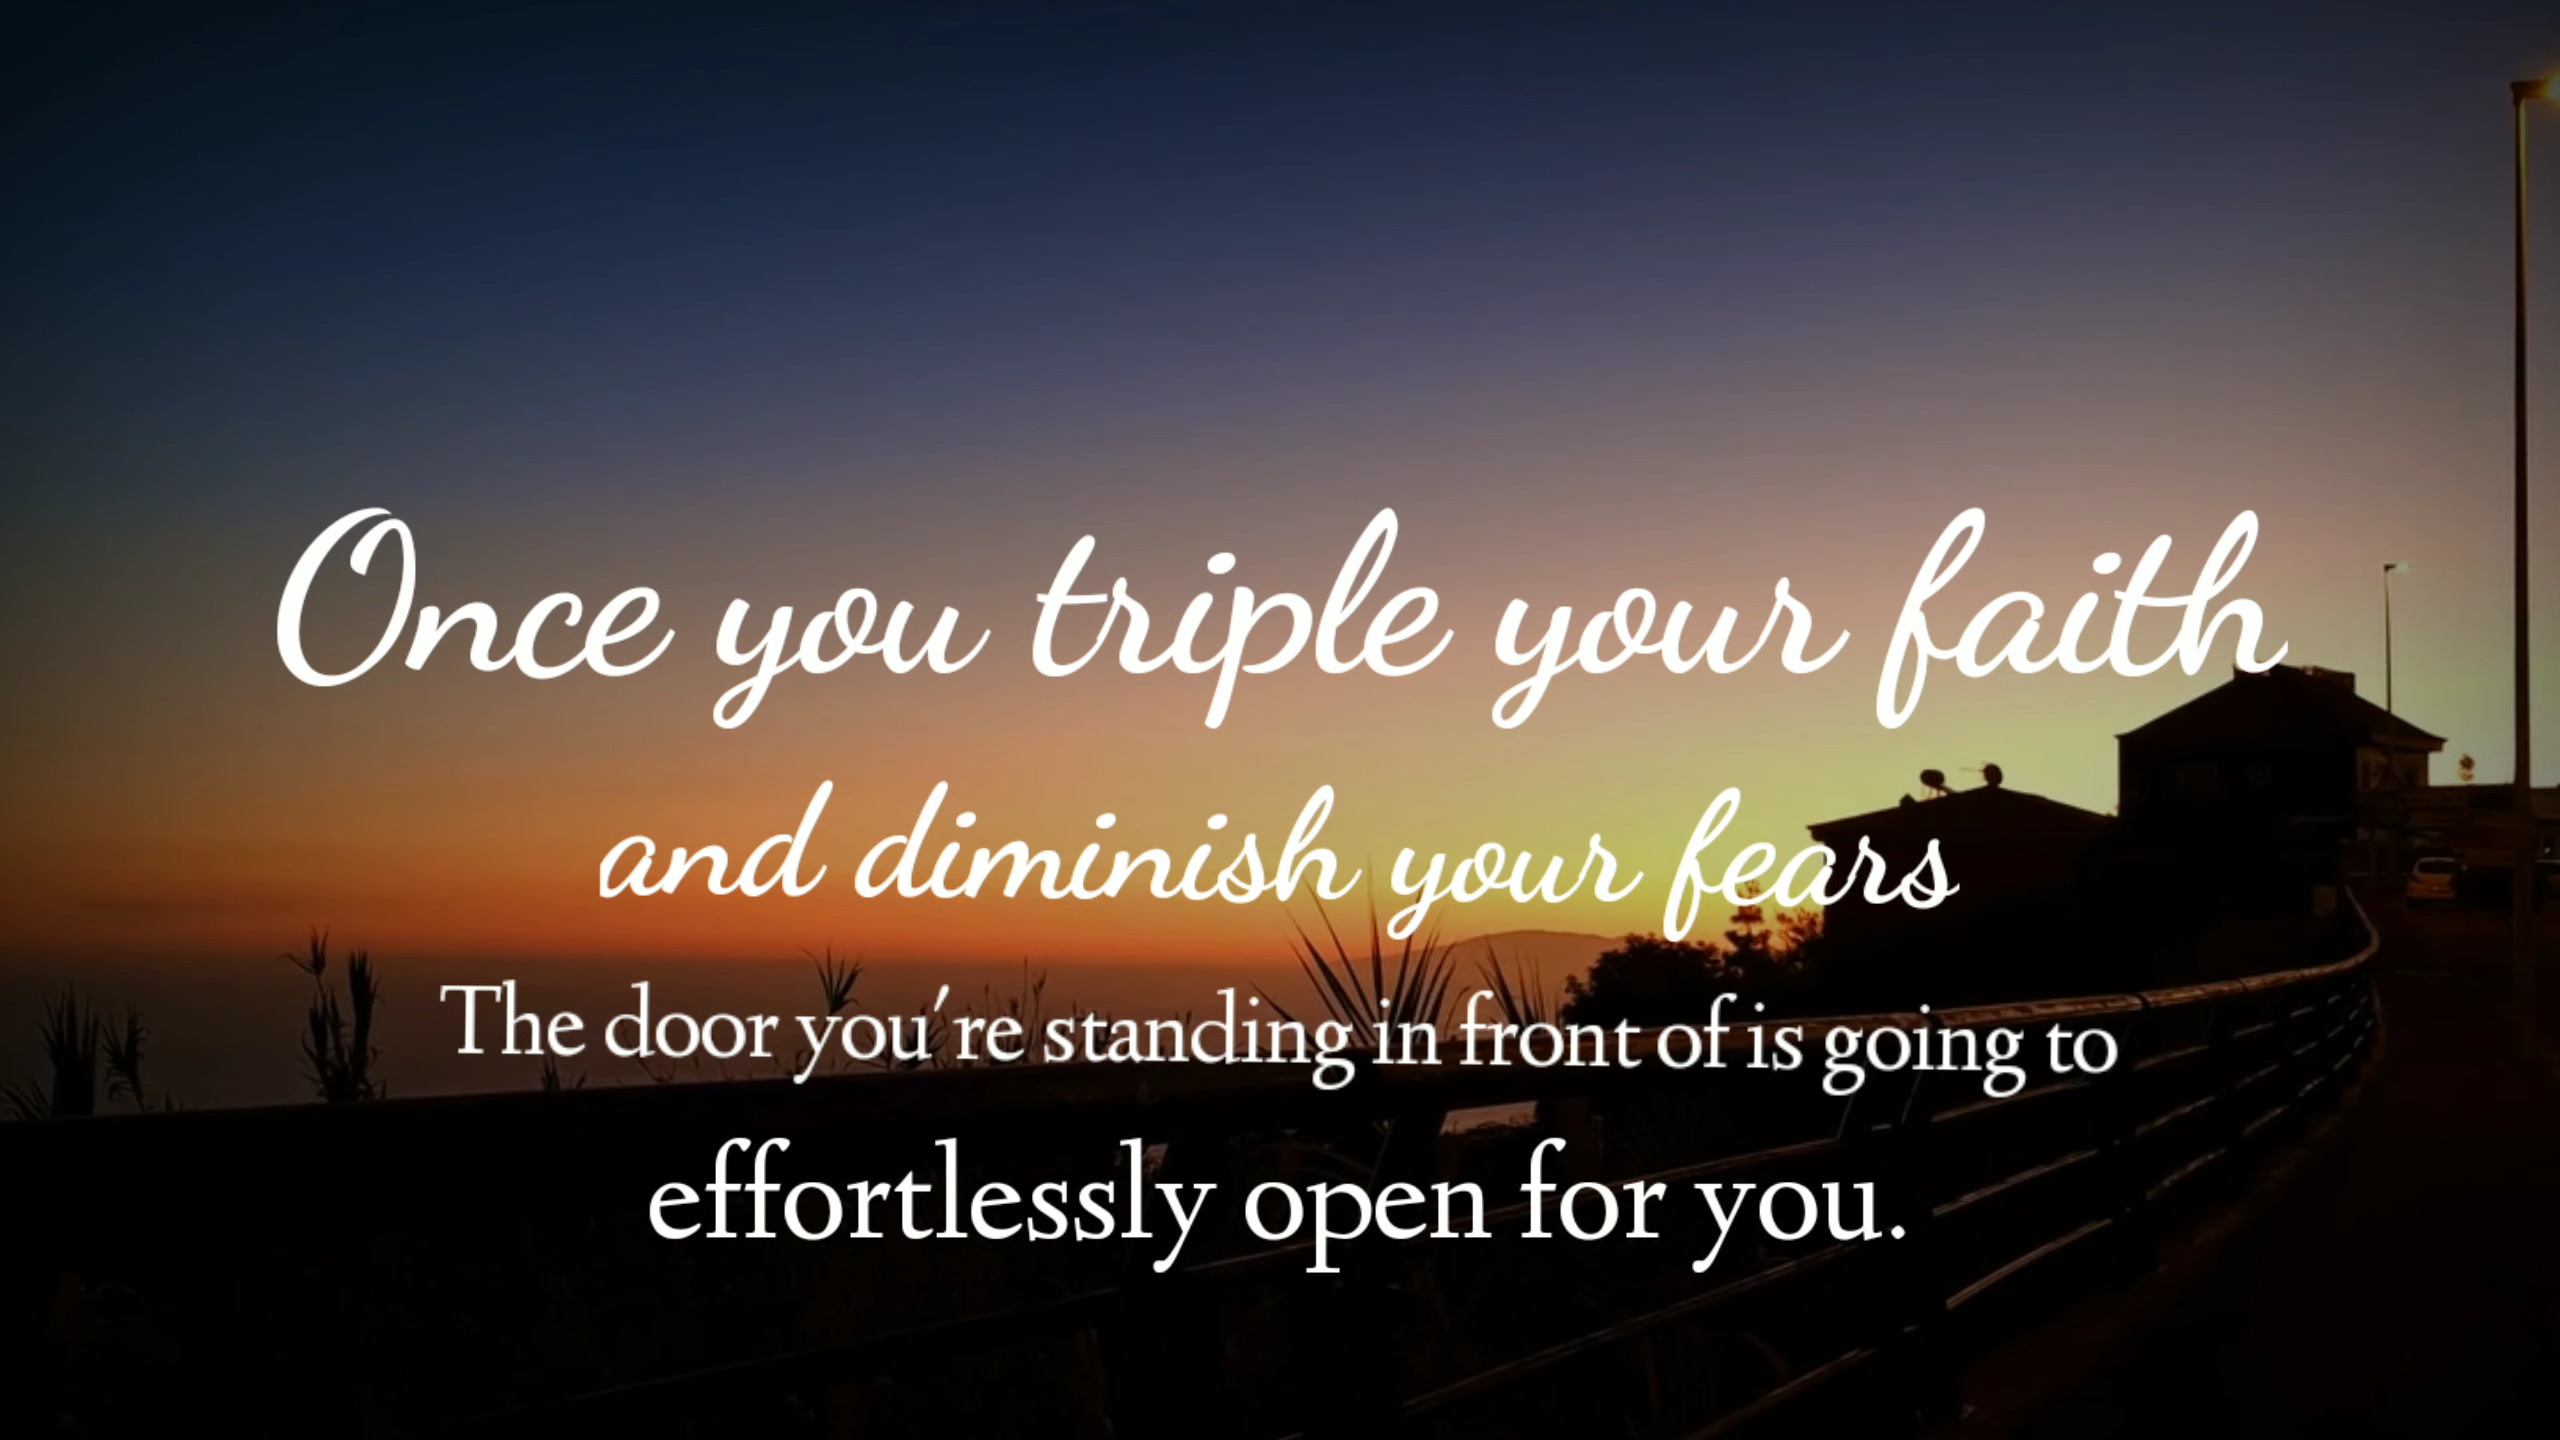 Once you triple your faith
and diminish your fears
The door you're standing in front of is going to
effortlessly open for you.